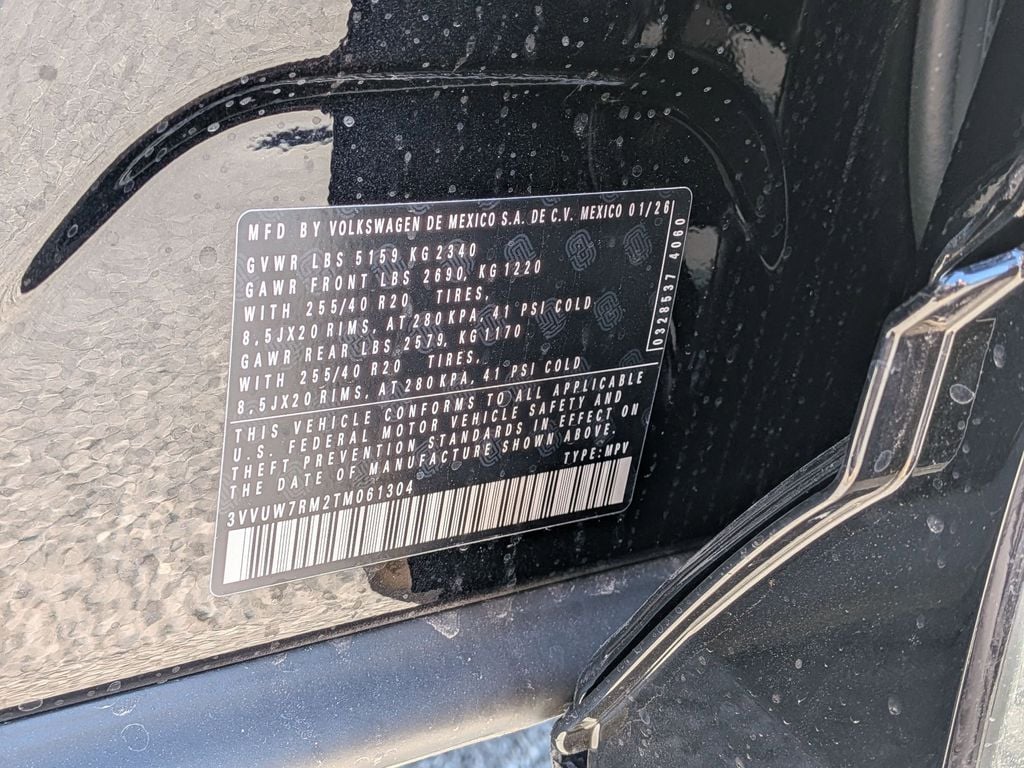 MFD BY VOLKSWAGEN DE MEXICO S.A. DE C.V. MEXICO 01/26
GVWR LBS 5159 KG 2340
GAWR FRONT LBS 2690, KG 1220
WITH 255/40 R20 TIRES,
8,5JX20 RIMS, AT 280 KPA, 41 PSI COLD
GAWR REAR LBS 2579, KG 1170
WITH 255/40 R20 TIRES,
8,5JX20 RIMS, AT 280 KPA, 41 PSI COLD
0328537 4060
THIS VEHICLE CONFORMS TO ALL APPLICABLE
U.S. FEDERAL MOTOR VEHICLE SAFETY AND
THEFT PREVENTION STANDARDS IN EFFECT ON
THE DATE OF MANUFACTURE SHOWN ABOVE.
3VVUW7RM2TM061304 TYPE: MPV